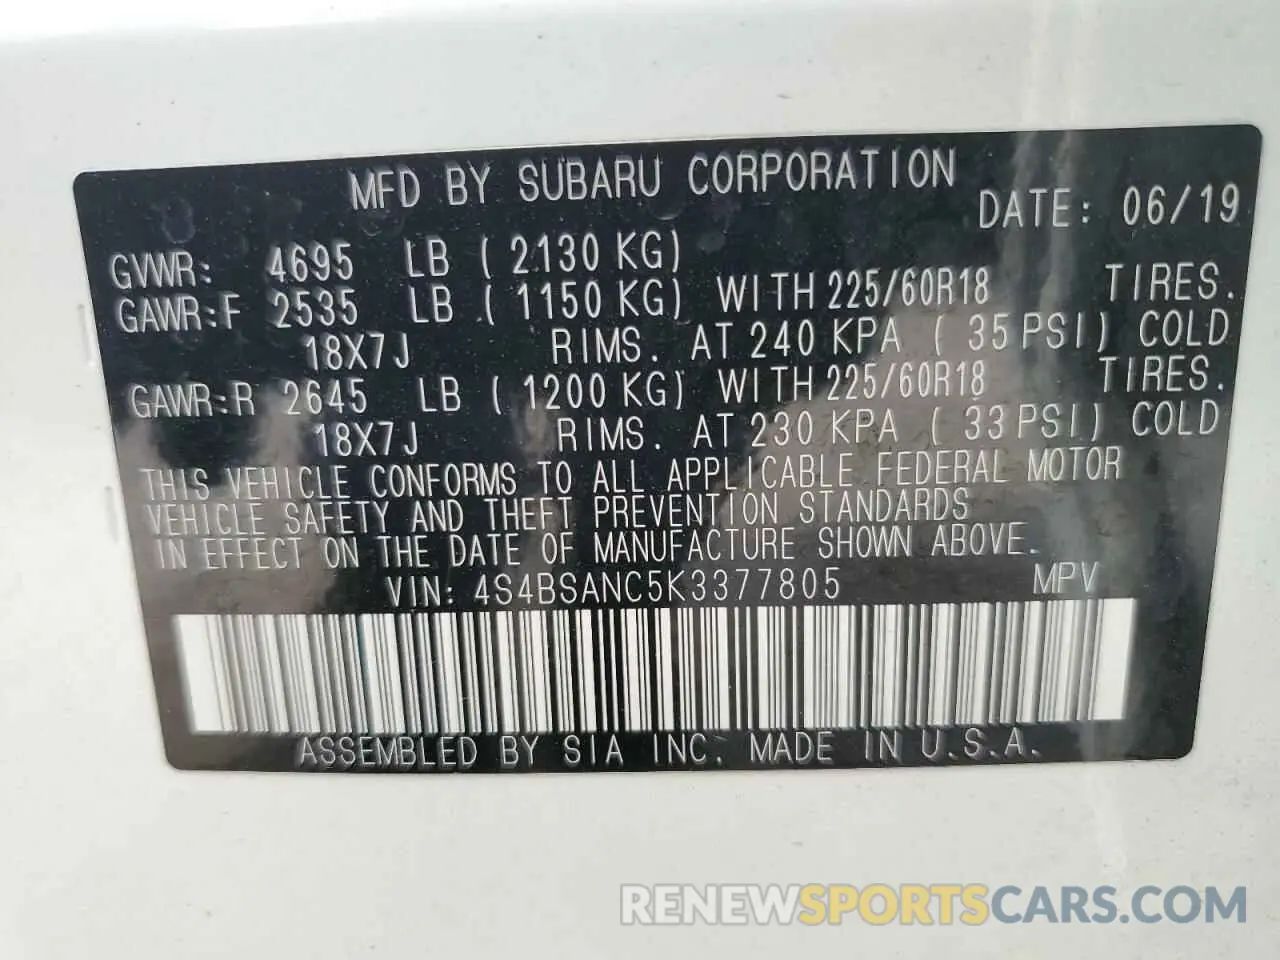 MFD BY SUBARU CORPORATION
DATE: 06/19
GVWR: 4695 LB ( 2130 KG)
GAWR:F 2535 LB ( 1150 KG) WITH 225/60R18 TIRES.
18X7J RIMS. AT 240 KPA ( 35 PSI) COLD
GAWR:R 2645 LB ( 1200 KG) WITH 225/60R18 TIRES.
18X7J RIMS. AT 230 KPA ( 33 PSI) COLD
THIS VEHICLE CONFORMS TO ALL APPLICABLE FEDERAL MOTOR
VEHICLE SAFETY AND THEFT PREVENTION STANDARDS
IN EFFECT ON THE DATE OF MANUFACTURE SHOWN ABOVE.
VIN: 4S4BSANC5K3377805 MPV
ASSEMBLED BY SIA INC. MADE IN U.S.A.
RENEWSPORTSCARS.COM